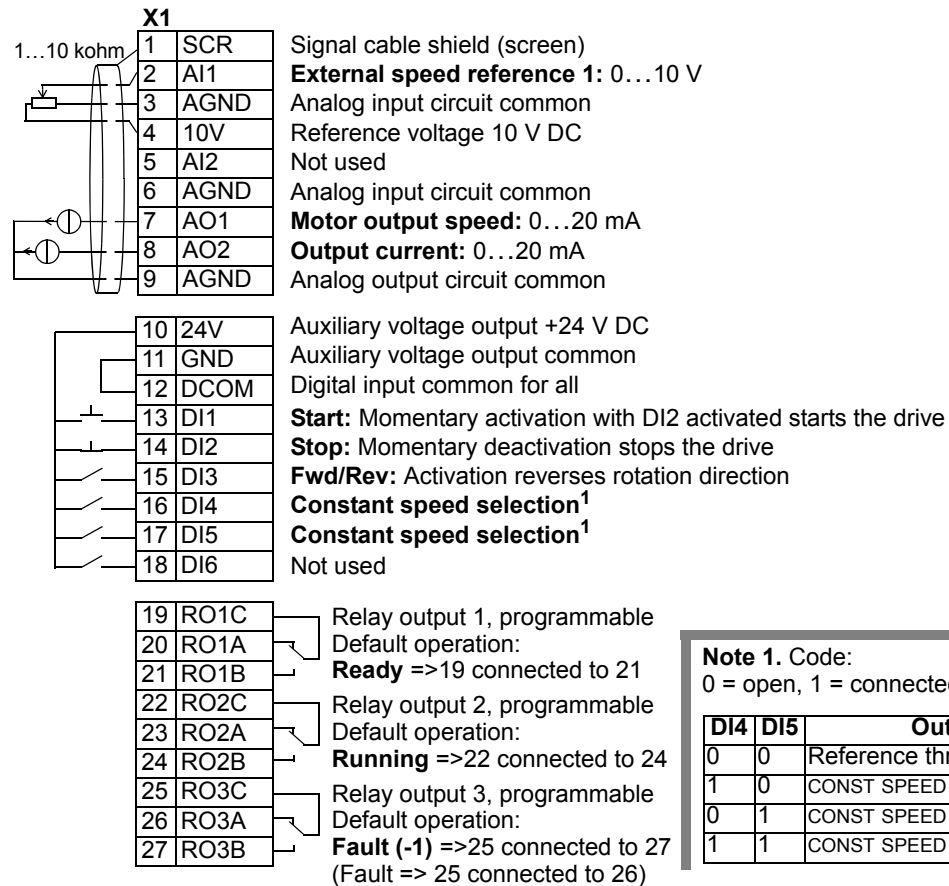 X1
1…10 kohm
1 SCR Signal cable shield (screen)
2 AI1 External speed reference 1: 0…10 V
3 AGND Analog input circuit common
4 10V Reference voltage 10 V DC
5 AI2 Not used
6 AGND Analog input circuit common
7 AO1 Motor output speed: 0…20 mA
8 AO2 Output current: 0…20 mA
9 AGND Analog output circuit common
10 24V Auxiliary voltage output +24 V DC
11 GND Auxiliary voltage output common
12 DCOM Digital input common for all
13 DI1 Start: Momentary activation with DI2 activated starts the drive
14 DI2 Stop: Momentary deactivation stops the drive
15 DI3 Fwd/Rev: Activation reverses rotation direction
16 DI4 Constant speed selection1
17 DI5 Constant speed selection1
18 DI6 Not used
19 RO1C Relay output 1, programmable
20 RO1A Default operation:
21 RO1B Ready =>19 connected to 21
22 RO2C Relay output 2, programmable
23 RO2A Default operation:
24 RO2B Running =>22 connected to 24
25 RO3C Relay output 3, programmable
26 RO3A Default operation:
27 RO3B Fault (-1) =>25 connected to 27
(Fault => 25 connected to 26)
Note 1. Code:
0 = open, 1 =
DI4 DI5
0 0 Reference
1 0 CONST SPEED
0 1 CONST SPEED
1 1 CONST SPEED